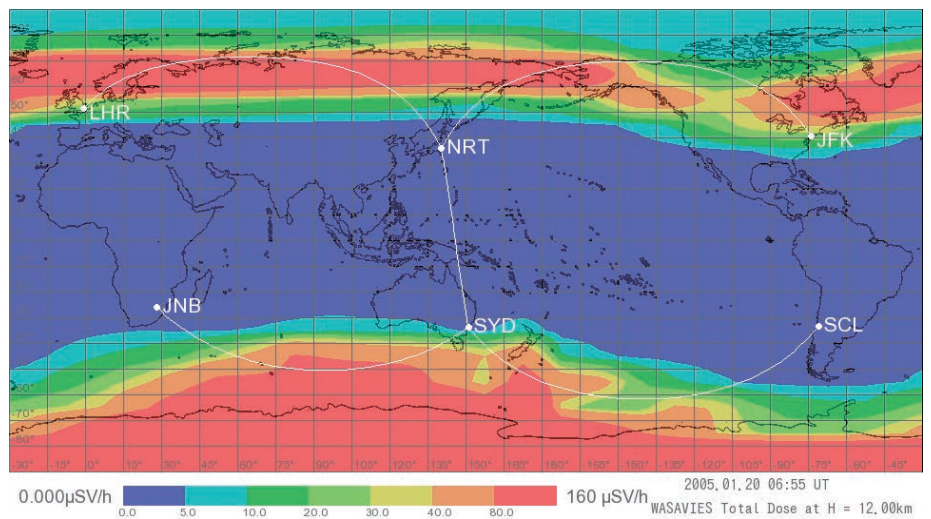 50°
LHR
NRT
JFK
JNB
SYD
SCL
-60°
-70°
-80°
-30° -15° 0° 15° 45° 60° 75° 90° 105° 120° 135° 150° 165° -165° -150° -135° -120° -105° -90° -75° -60° -45°
0.000μSV/h
160 μSV/h
0.0 5.0 10.0 20.0 30.0 40.0 80.0
2005.01.20 06:55 UT
WASAVIES Total Dose at H = 12.00km